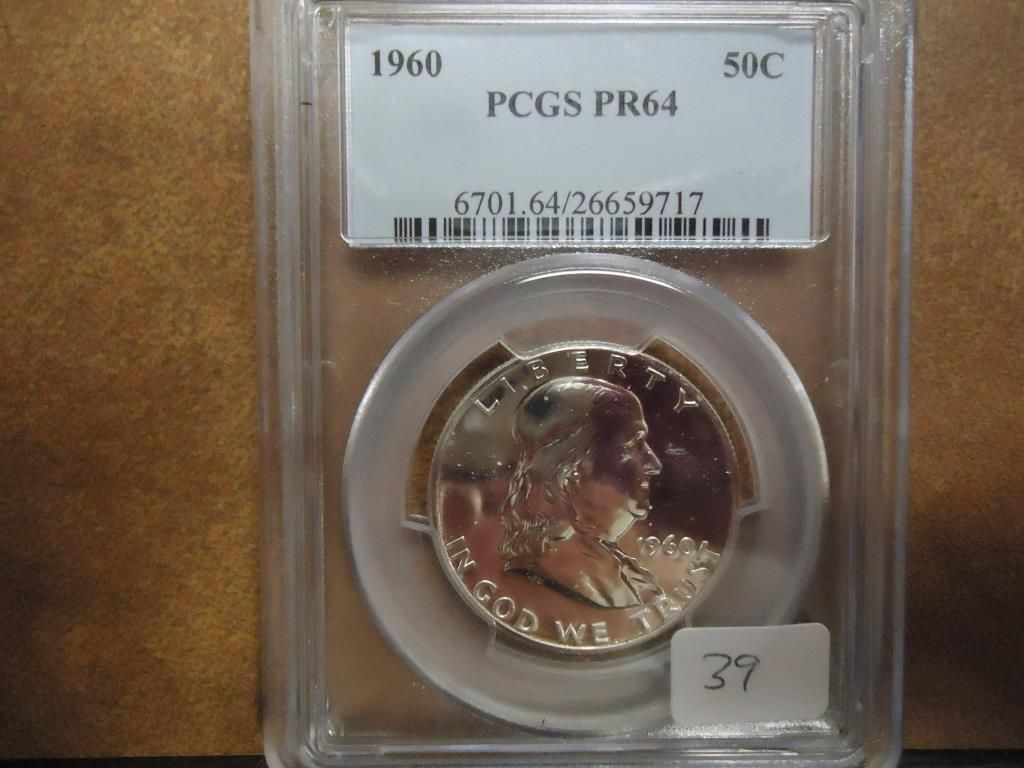 1960 50C
PCGS PR64
6701.64/26659717
LIBERTY
1960
IN GOD WE TRUST
39